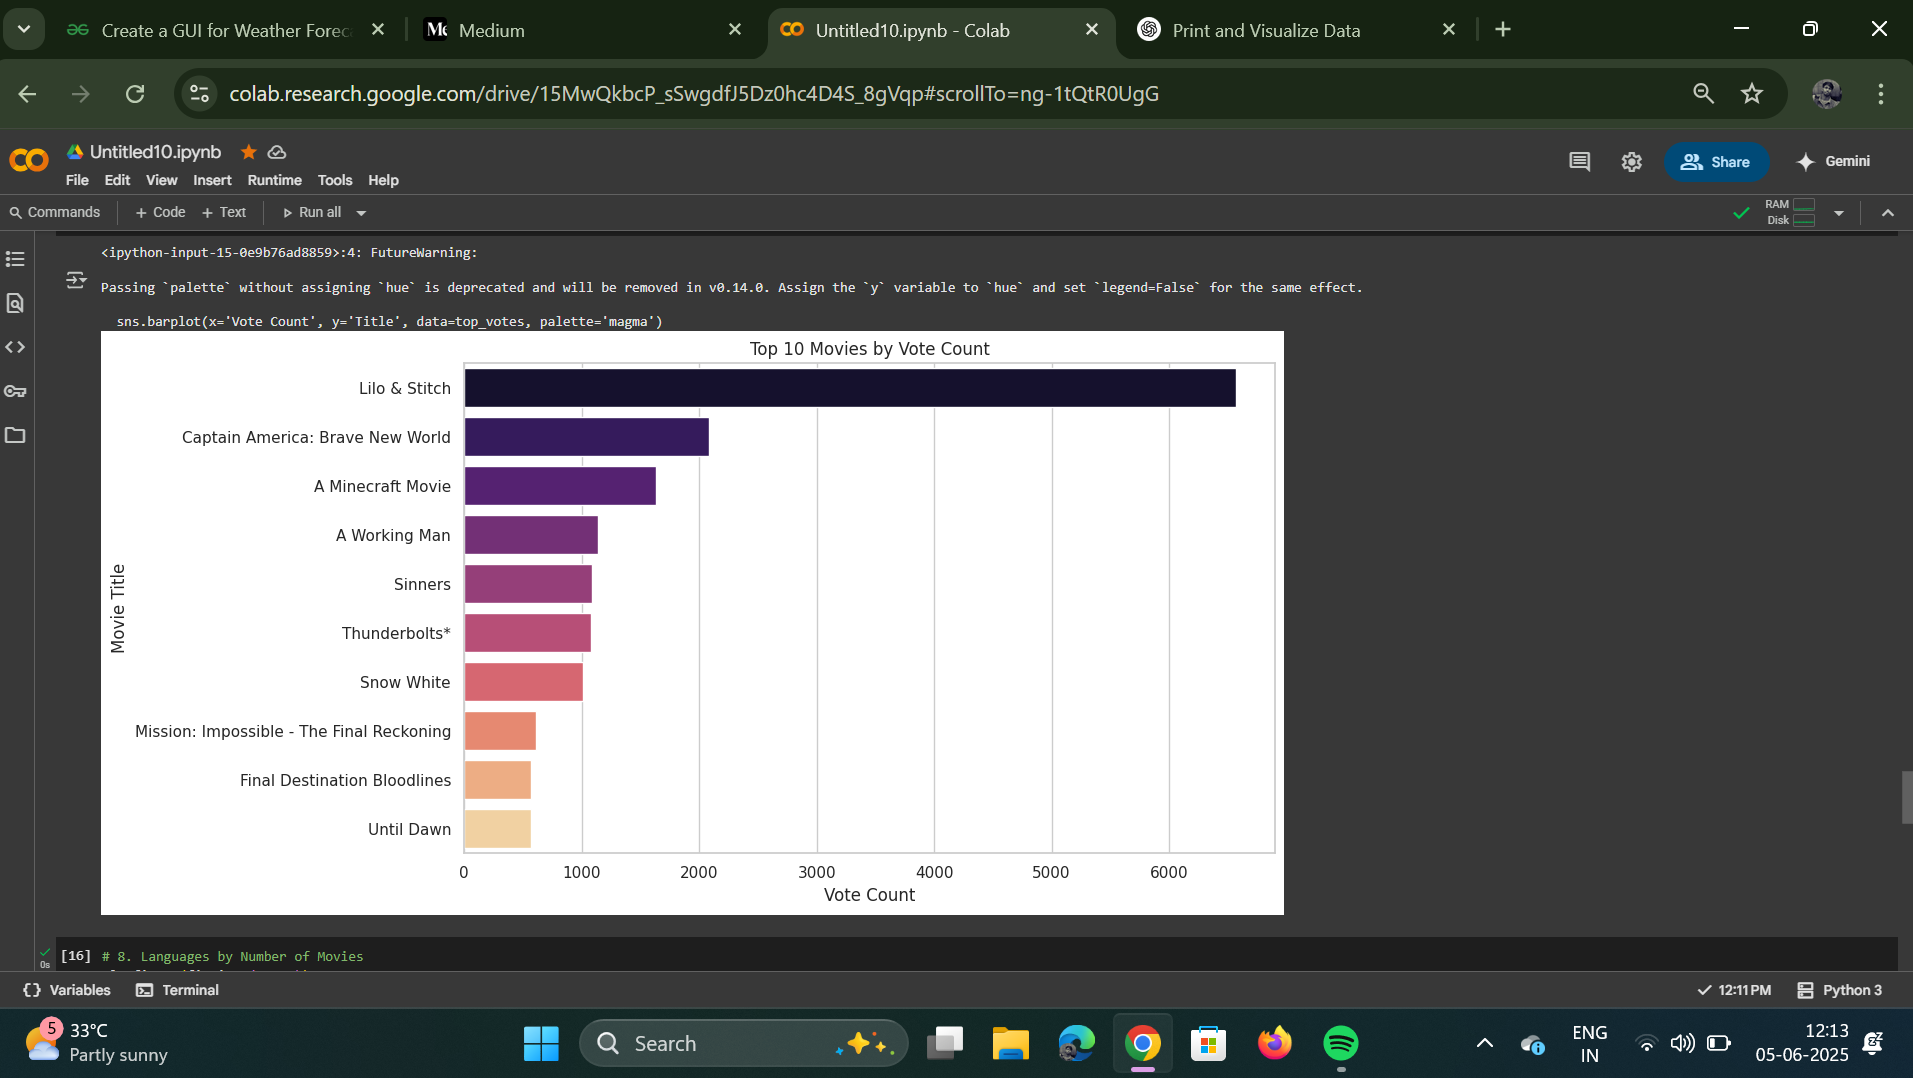 Create a GUI for Weather Forec
Medium
Untitled10.ipynb - Colab
Print and Visualize Data
colab.research.google.com/drive/15MwQkbcP_sSwgdfJ5Dz0hc4D4S_8gVqp#scrollTo=ng-1tQtR0UgG
Untitled10.ipynb
File Edit View Insert Runtime Tools Help
Share
Gemini
Commands + Code + Text Run all
RAM
Disk
<ipython-input-15-0e9b76ad8859>:4: FutureWarning:
Passing `palette` without assigning `hue` is deprecated and will be removed in v0.14.0. Assign the `y` variable to `hue` and set `legend=False` for the same effect.
sns.barplot(x='Vote Count', y='Title', data=top_votes, palette='magma')
Top 10 Movies by Vote Count
Movie Title
Lilo & Stitch
Captain America: Brave New World
A Minecraft Movie
A Working Man
Sinners
Thunderbolts*
Snow White
Mission: Impossible - The Final Reckoning
Final Destination Bloodlines
Until Dawn
0 1000 2000 3000 4000 5000 6000
Vote Count
[16] # 8. Languages by Number of Movies
0s
{} Variables Terminal
12:11 PM Python 3
5
33°C
Partly sunny
Search
ENG
IN
12:13
05-06-2025